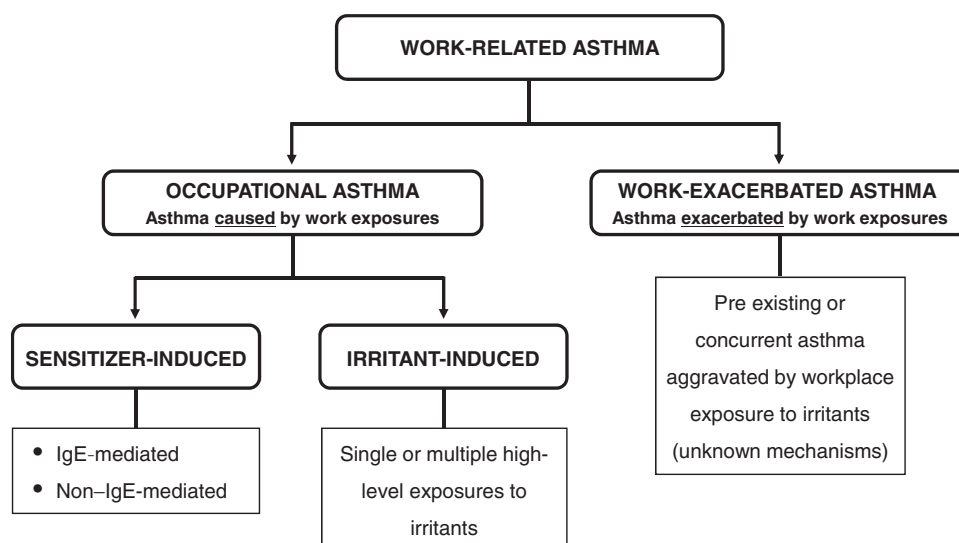 WORK-RELATED ASTHMA
OCCUPATIONAL ASTHMA
Asthma caused by work exposures
WORK-EXACERBATED ASTHMA
Asthma exacerbated by work exposures
SENSITIZER-INDUCED
IRRITANT-INDUCED
Pre existing or
concurrent asthma
aggravated by workplace
exposure to irritants
(unknown mechanisms)
• IgE-mediated
• Non–IgE-mediated
Single or multiple high-
level exposures to
irritants